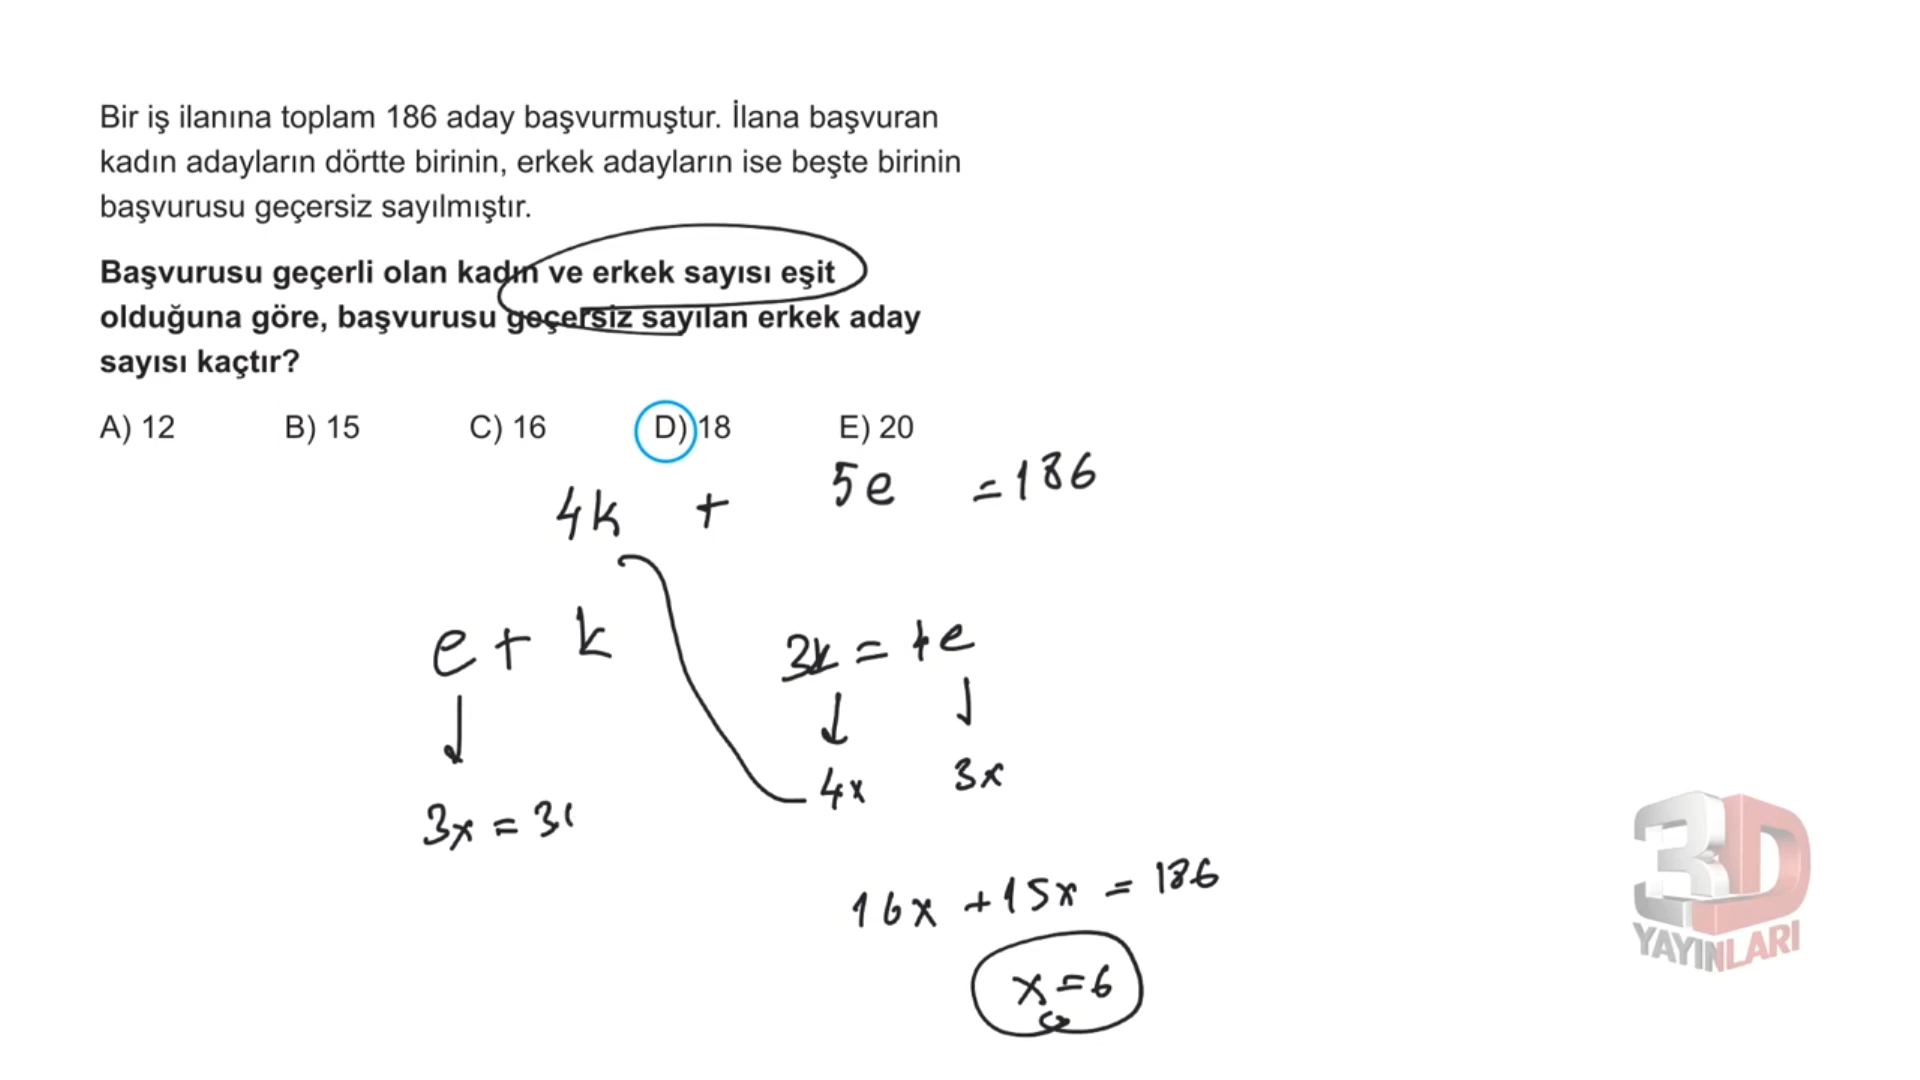 Bir iş ilanına toplam 186 aday başvurmuştur. İlana başvuran
kadın adayların dörtte birinin, erkek adayların ise beşte birinin
başvurusu geçersiz sayılmıştır.
Başvurusu geçerli olan kadın ve erkek sayısı eşit
olduğuna göre, başvurusu geçersiz sayılan erkek aday
sayısı kaçtır?
A) 12 B) 15 C) 16 D) 18 E) 20
4k + 5e = 186
e + k 3k = 4e
4x 3x
3x = 3
16x + 15x = 186
x = 6
3D
YAYINLARI